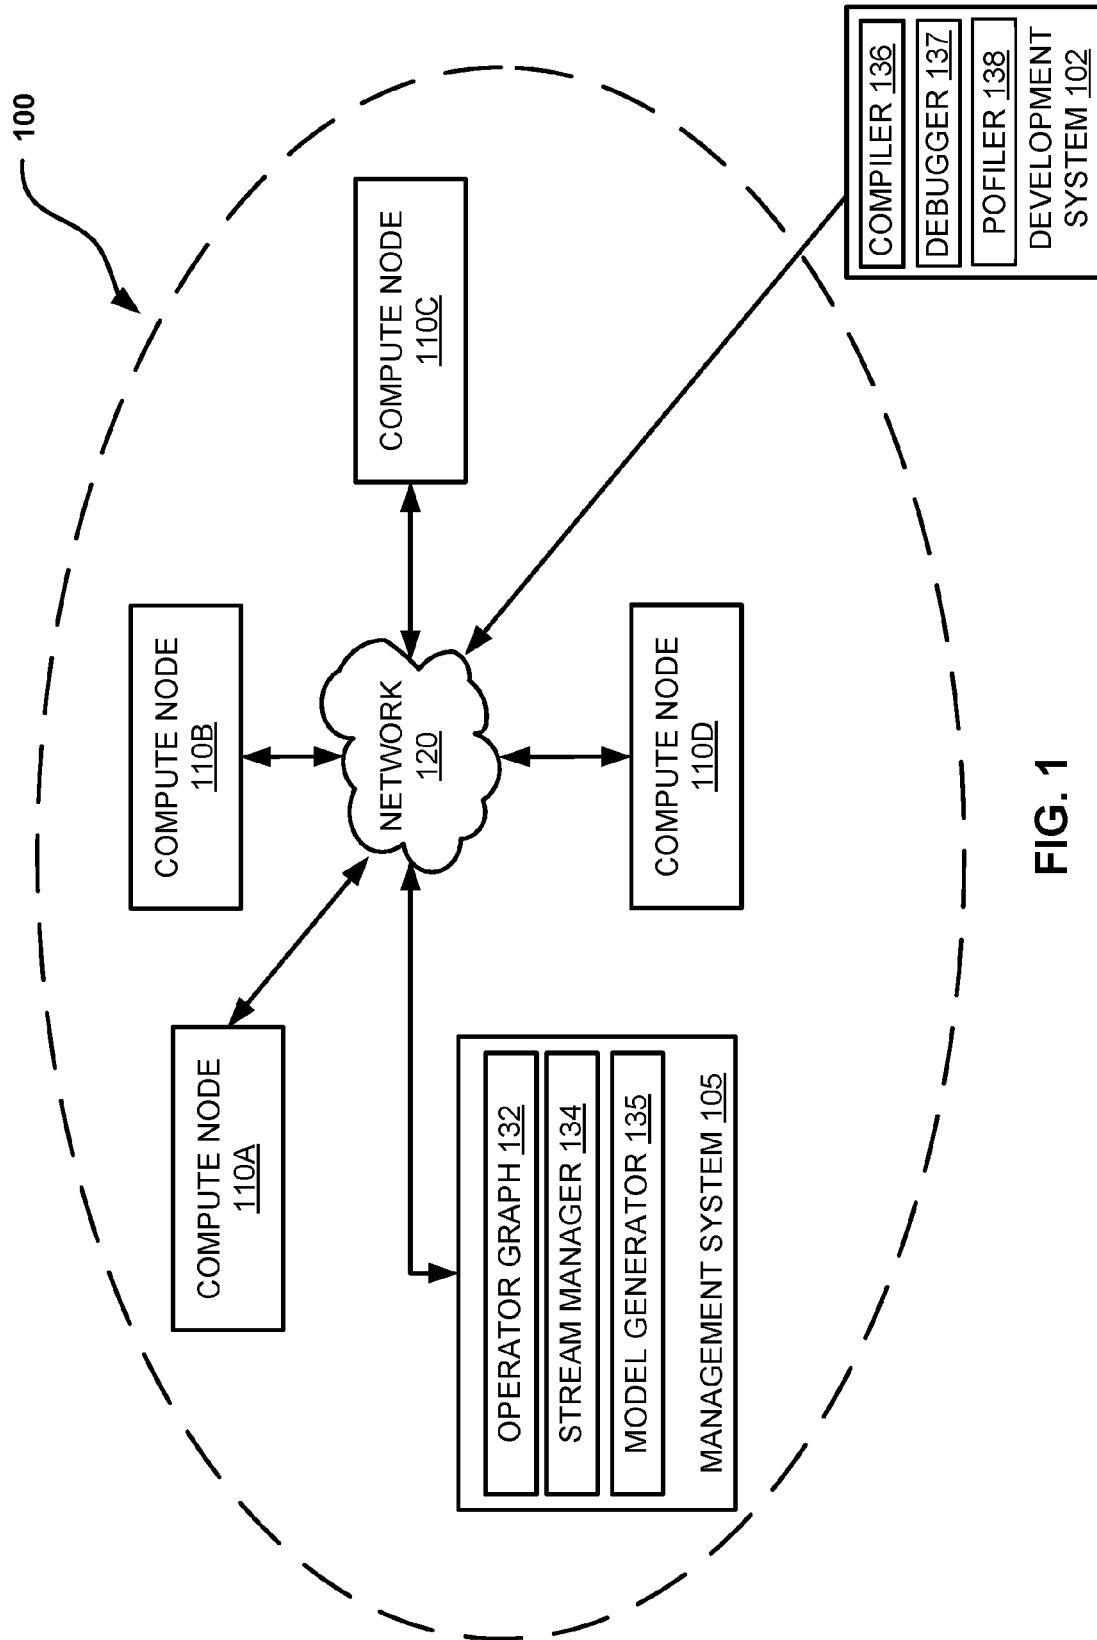 100
COMPUTE NODE
110A
COMPUTE NODE
110B
COMPUTE NODE
110C
NETWORK
120
COMPUTE NODE
110D
OPERATOR GRAPH 132
STREAM MANAGER 134
MODEL GENERATOR 135
MANAGEMENT SYSTEM 105
COMPILER 136
DEBUGGER 137
POFILER 138
DEVELOPMENT
SYSTEM 102
FIG. 1